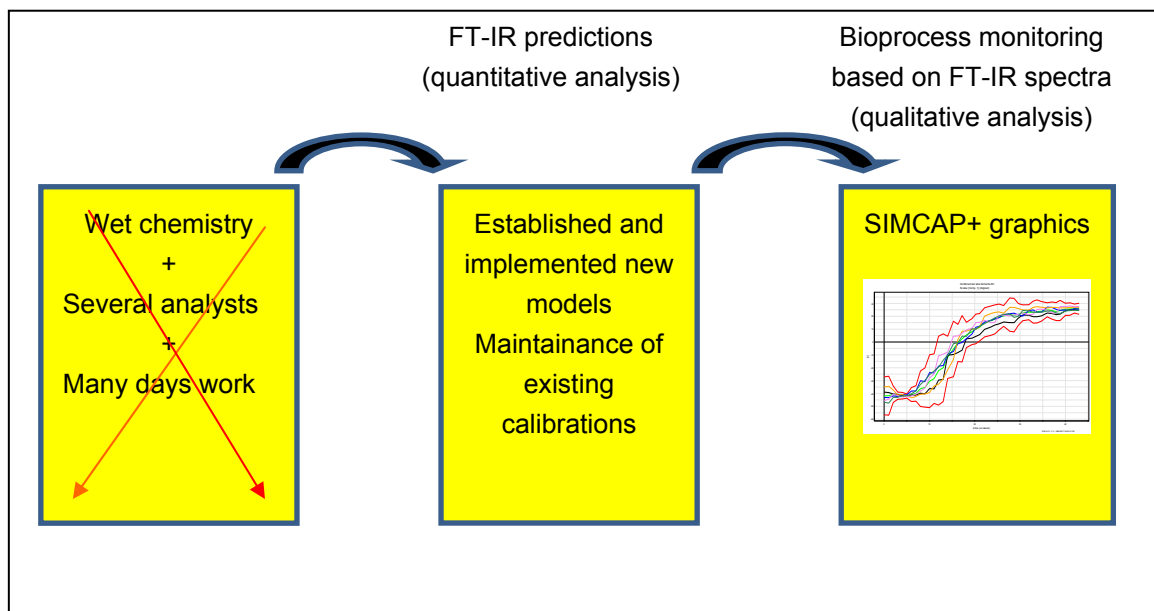 FT-IR predictions
(quantitative analysis)
Bioprocess monitoring
based on FT-IR spectra
(qualitative analysis)
Wet chemistry
+
Several analysts
+
Many days work
Established and
implemented new
models
Maintainance of
existing
calibrations
SIMCAP+ graphics